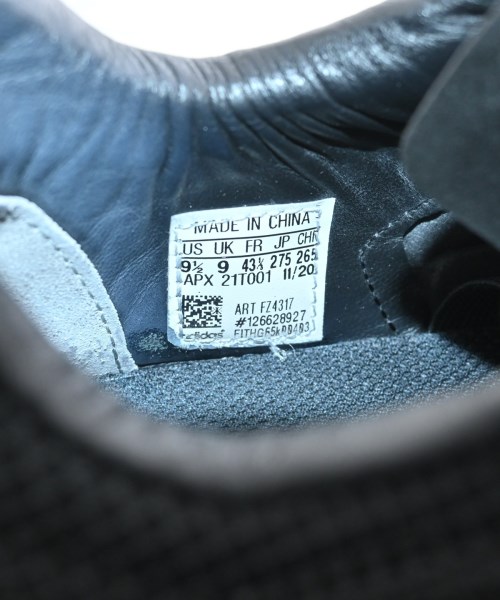 MADE IN CHINA
US UK FR JP CHN
9½ 9 43⅓ 275 265
APX 21T001 11/20
ART FZ4317
#126628927
adidas